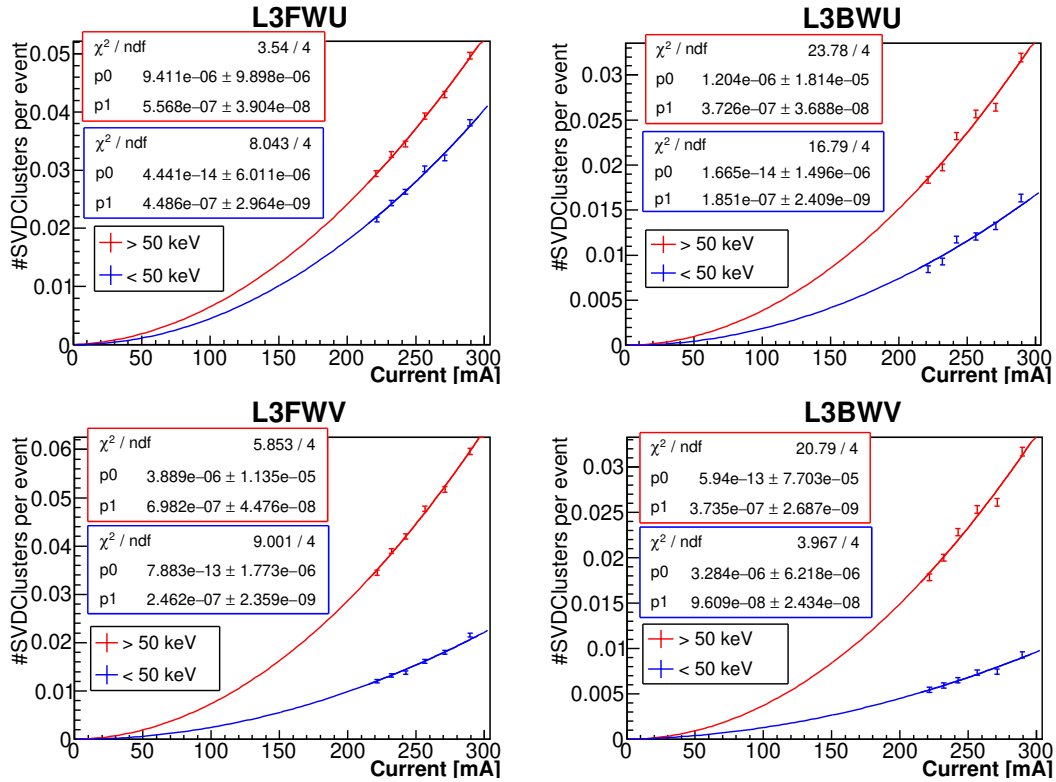 L3FWU
#SVDClusters per event
χ² / ndf 3.54 / 4
p0 9.411e−06 ± 9.898e−06
p1 5.568e−07 ± 3.904e−08
χ² / ndf 8.043 / 4
p0 4.441e−14 ± 6.011e−06
p1 4.486e−07 ± 2.964e−09
> 50 keV
< 50 keV
0.05
0.04
0.03
0.02
0.01
0
0 50 100 150 200 250 300
Current [mA]
L3BWU
#SVDClusters per event
χ² / ndf 23.78 / 4
p0 1.204e−06 ± 1.814e−05
p1 3.726e−07 ± 3.688e−08
χ² / ndf 16.79 / 4
p0 1.665e−14 ± 1.496e−06
p1 1.851e−07 ± 2.409e−09
> 50 keV
< 50 keV
0.03
0.025
0.02
0.015
0.01
0.005
0
0 50 100 150 200 250 300
Current [mA]
L3FWV
#SVDClusters per event
χ² / ndf 5.853 / 4
p0 3.889e−06 ± 1.135e−05
p1 6.982e−07 ± 4.476e−08
χ² / ndf 9.001 / 4
p0 7.883e−13 ± 1.773e−06
p1 2.462e−07 ± 2.359e−09
> 50 keV
< 50 keV
0.06
0.05
0.04
0.03
0.02
0.01
0
0 50 100 150 200 250 300
Current [mA]
L3BWV
#SVDClusters per event
χ² / ndf 20.79 / 4
p0 5.94e−13 ± 7.703e−05
p1 3.735e−07 ± 2.687e−09
χ² / ndf 3.967 / 4
p0 3.284e−06 ± 6.218e−06
p1 9.609e−08 ± 2.434e−08
> 50 keV
< 50 keV
0.03
0.025
0.02
0.015
0.01
0.005
0
0 50 100 150 200 250 300
Current [mA]